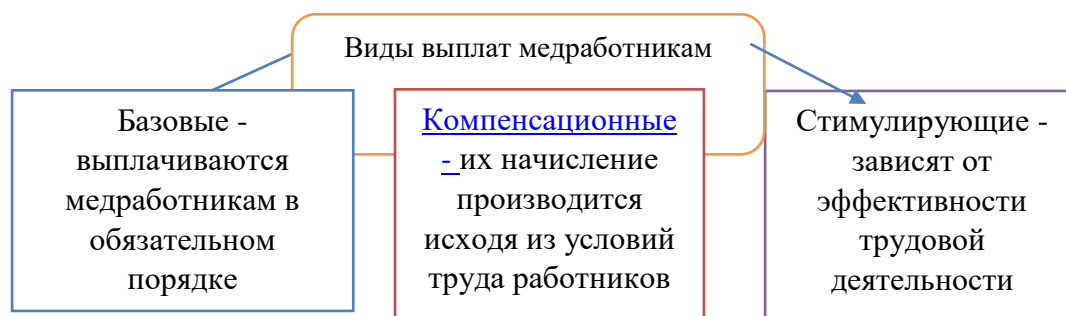 Виды выплат медработникам
Базовые -
выплачиваются
медработникам в
обязательном
порядке
Компенсационные
- их начисление
производится
исходя из условий
труда работников
Стимулирующие -
зависят от
эффективности
трудовой
деятельности